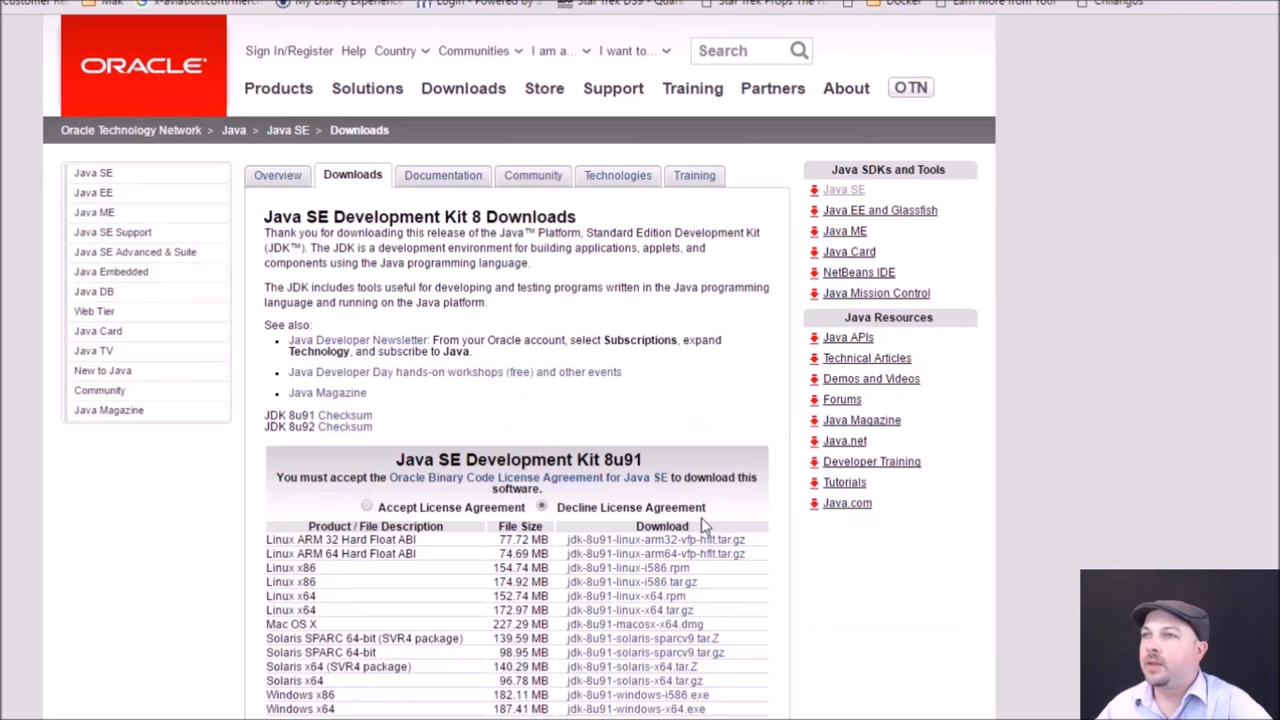 My Disney Experience
Docker
ORACLE
Sign In/Register Help Country Communities I am a... I want to... Search
Products Solutions Downloads Store Support Training Partners About OTN
Oracle Technology Network > Java > Java SE > Downloads
Java SE
Java EE
Java ME
Java SE Support
Java SE Advanced & Suite
Java Embedded
Java DB
Web Tier
Java Card
Java TV
New to Java
Community
Java Magazine
Overview Downloads Documentation Community Technologies Training
Java SE Development Kit 8 Downloads
Thank you for downloading this release of the Java™ Platform, Standard Edition Development Kit
(JDK™). The JDK is a development environment for building applications, applets, and
components using the Java programming language.
The JDK includes tools useful for developing and testing programs written in the Java programming
language and running on the Java platform.
See also:
Java Developer Newsletter: From your Oracle account, select Subscriptions, expand
Technology, and subscribe to Java.
Java Developer Day hands-on workshops (free) and other events
Java Magazine
JDK 8u91 Checksum
JDK 8u92 Checksum
Java SE Development Kit 8u91
You must accept the Oracle Binary Code License Agreement for Java SE to download this
software.
Accept License Agreement Decline License Agreement
Product / File Description File Size Download
Linux ARM 32 Hard Float ABI 77.72 MB jdk-8u91-linux-arm32-vfp-hflt.tar.gz
Linux ARM 64 Hard Float ABI 74.69 MB jdk-8u91-linux-arm64-vfp-hflt.tar.gz
Linux x86 154.74 MB jdk-8u91-linux-i586.rpm
Linux x86 174.92 MB jdk-8u91-linux-i586.tar.gz
Linux x64 152.74 MB jdk-8u91-linux-x64.rpm
Linux x64 172.97 MB jdk-8u91-linux-x64.tar.gz
Mac OS X 227.29 MB jdk-8u91-macosx-x64.dmg
Solaris SPARC 64-bit (SVR4 package) 139.59 MB jdk-8u91-solaris-sparcv9.tar.Z
Solaris SPARC 64-bit 98.95 MB jdk-8u91-solaris-sparcv9.tar.gz
Solaris x64 (SVR4 package) 140.29 MB jdk-8u91-solaris-x64.tar.Z
Solaris x64 96.78 MB jdk-8u91-solaris-x64.tar.gz
Windows x86 182.11 MB jdk-8u91-windows-i586.exe
Windows x64 187.41 MB jdk-8u91-windows-x64.exe
Java SDKs and Tools
Java SE
Java EE and Glassfish
Java ME
Java Card
NetBeans IDE
Java Mission Control
Java Resources
Java APIs
Technical Articles
Demos and Videos
Forums
Java Magazine
Java.net
Developer Training
Tutorials
Java.com